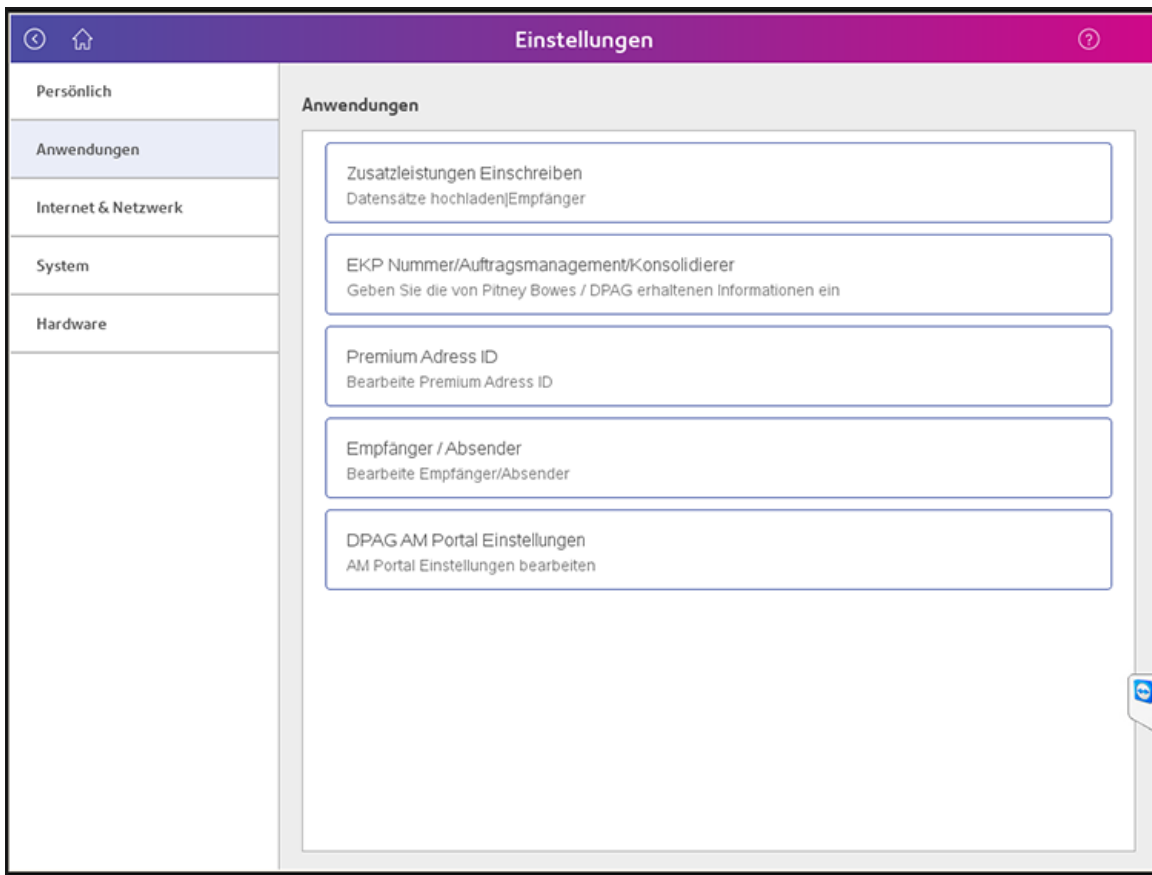 Einstellungen
Persönlich
Anwendungen
Internet & Netzwerk
System
Hardware
Anwendungen
Zusatzleistungen Einschreiben
Datensätze hochladen|Empfänger
EKP Nummer/Auftragsmanagement/Konsolidierer
Geben Sie die von Pitney Bowes / DPAG erhaltenen Informationen ein
Premium Adress ID
Bearbeite Premium Adress ID
Empfänger / Absender
Bearbeite Empfänger/Absender
DPAG AM Portal Einstellungen
AM Portal Einstellungen bearbeiten